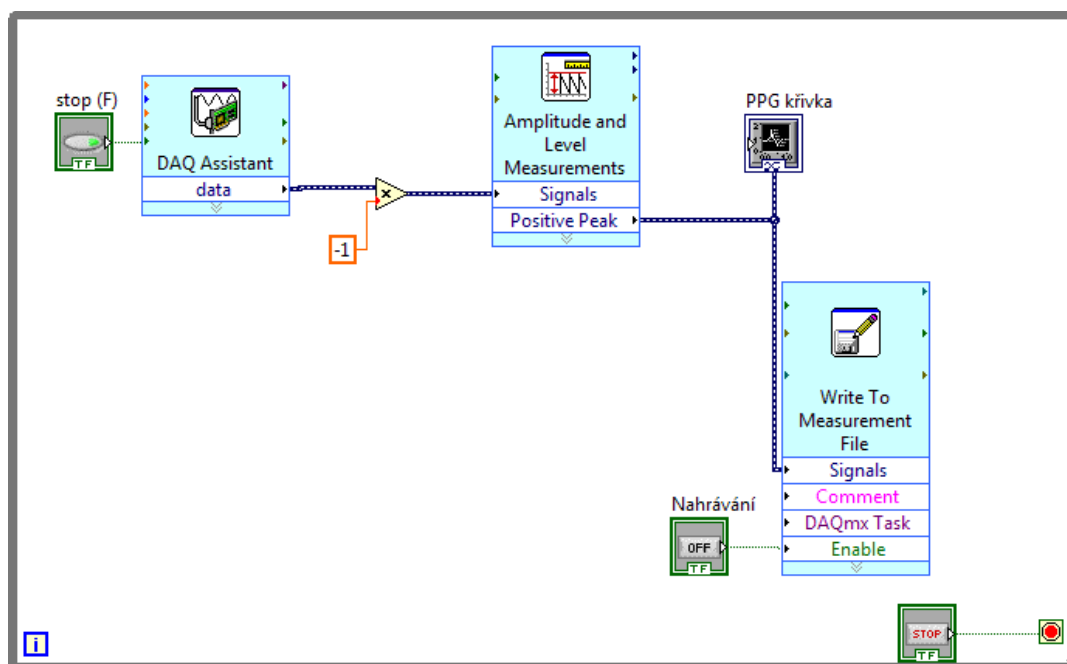 stop (F)
TF
DAQ Assistant
data
-1
Amplitude and
Level
Measurements
Signals
Positive Peak
PPG křivka
Write To
Measurement
File
Signals
Comment
DAQmx Task
Enable
Nahrávání
OFF
TF
STOP
TF
i